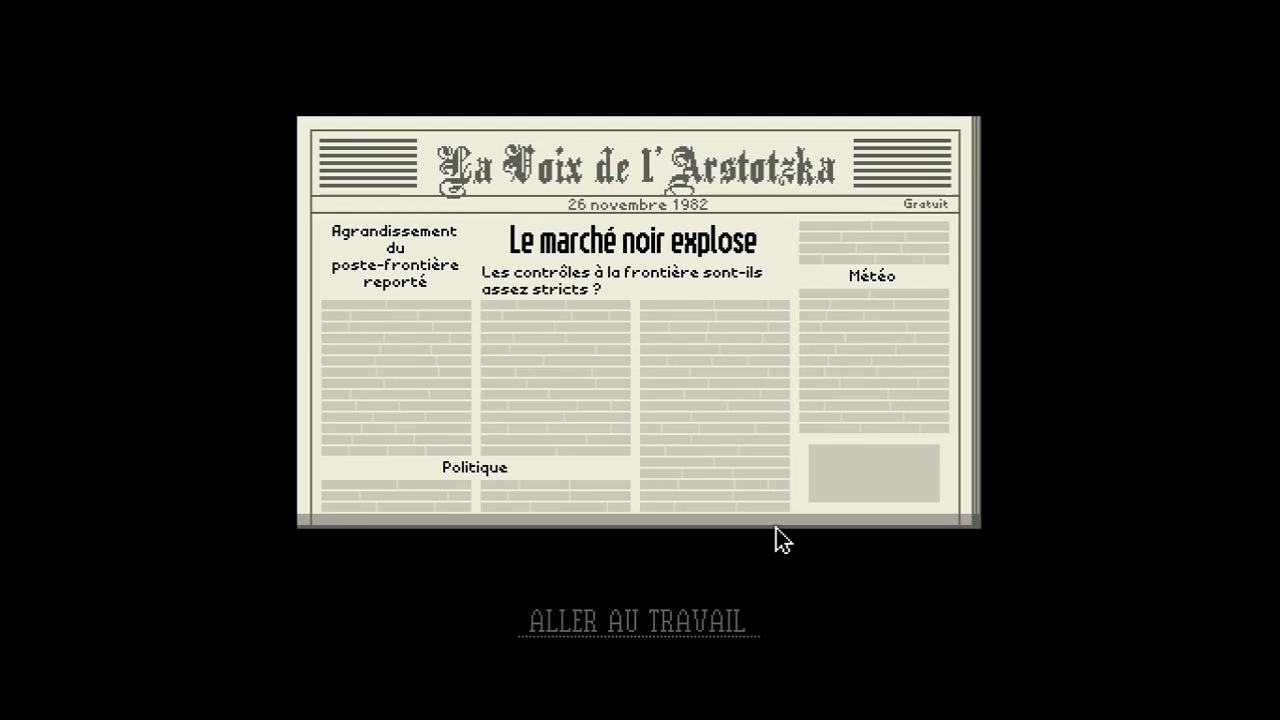 La Voix de l'Arstotzka
26 novembre 1982
Gratuit
Agrandissement
du
poste-frontière
reporté
Le marché noir explose
Les contrôles à la frontière sont-ils
assez stricts ?
Météo
Politique
ALLER AU TRAVAIL